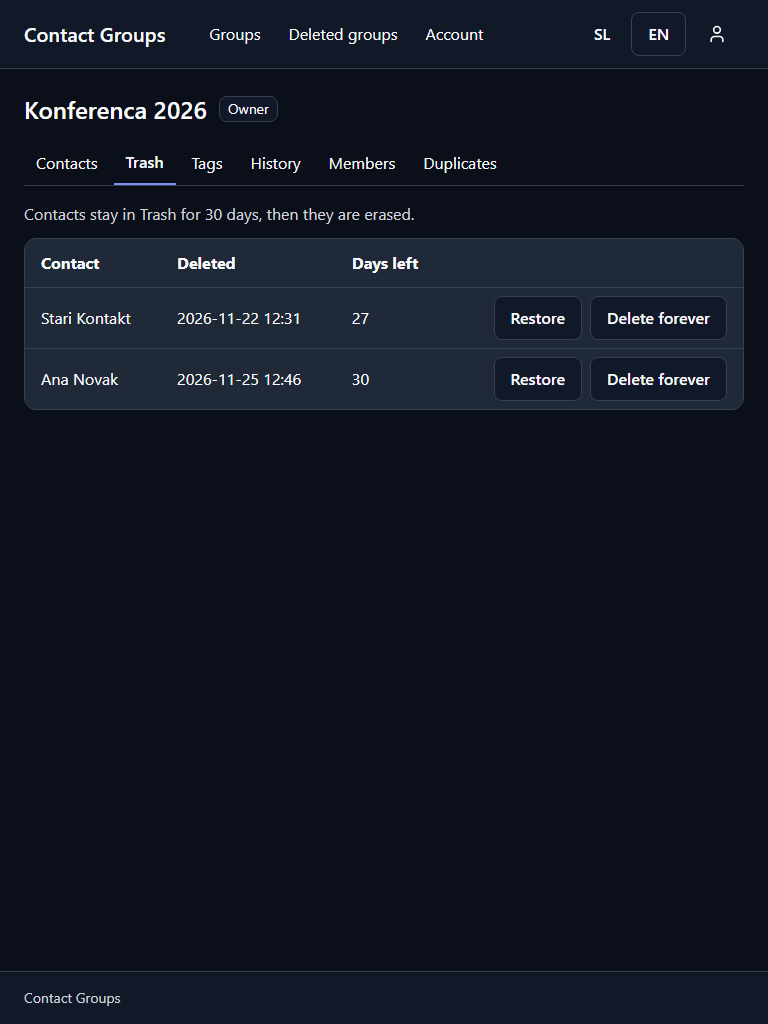 Contact Groups Groups Deleted groups Account SL EN
Konferenca 2026 Owner
Contacts Trash Tags History Members Duplicates
Contacts stay in Trash for 30 days, then they are erased.
Contact Deleted Days left
Stari Kontakt 2026-11-22 12:31 27 Restore Delete forever
Ana Novak 2026-11-25 12:46 30 Restore Delete forever
Contact Groups